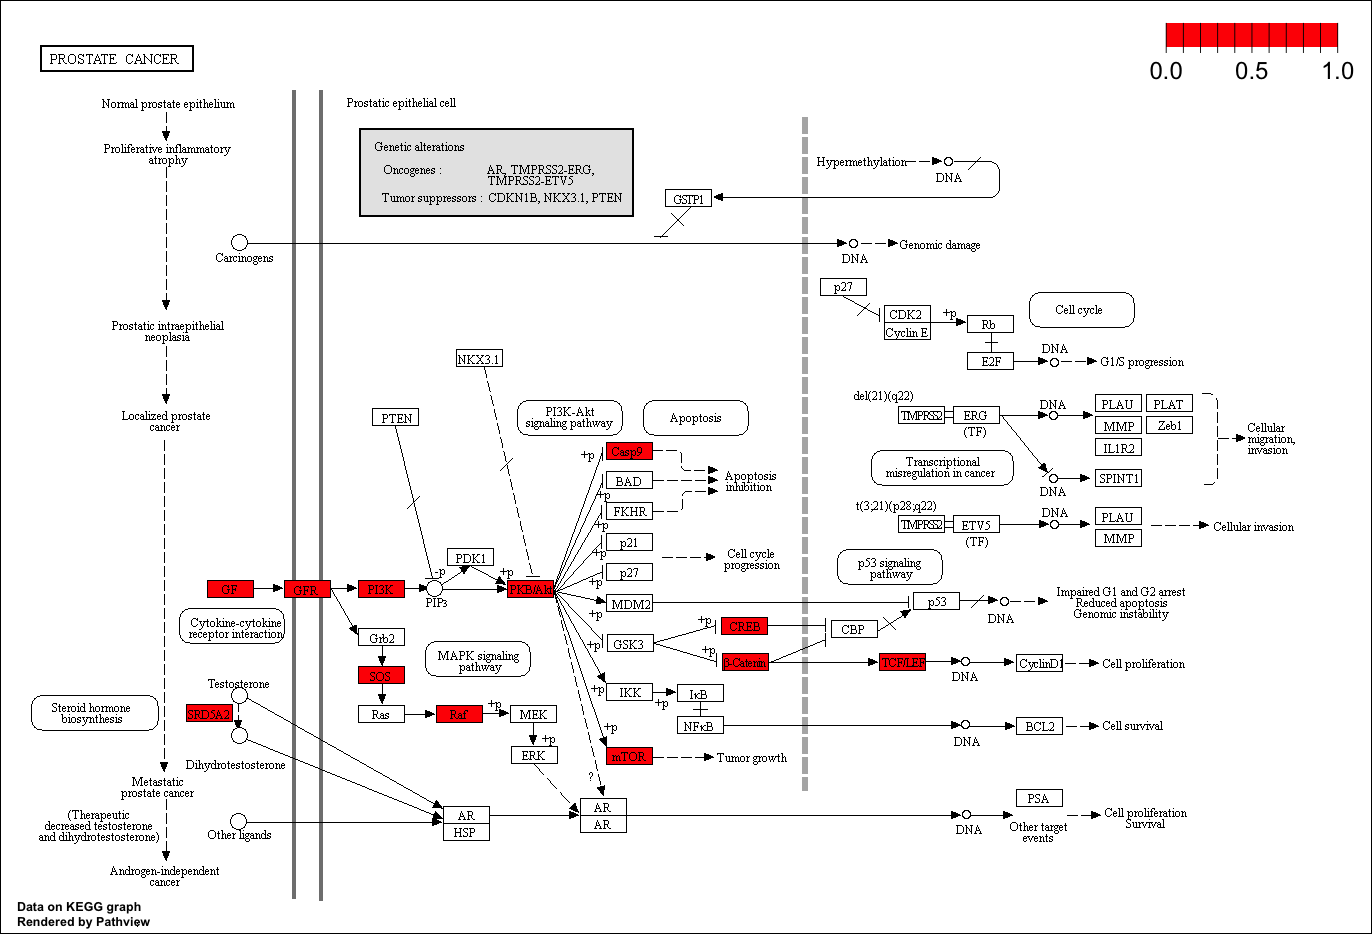 PROSTATE CANCER
0.0 0.5 1.0
Normal prostate epithelium
Proliferative inflammatory
atrophy
Prostatic intraepithelial
neoplasia
Localized prostate
cancer
Metastatic
prostate cancer
(Therapeutic
decreased testosterone
and dihydrotestosterone)
Androgen-independent
cancer
Prostatic epithelial cell
Genetic alterations
Oncogenes : AR, TMPRSS2-ERG,
TMPRSS2-ETV5
Tumor suppressors : CDKN1B, NKX3.1, PTEN
Hypermethylation
DNA
GSTP1
Carcinogens
DNA
Genomic damage
p27
CDK2
Cyclin E
+p
Rb
E2F
Cell cycle
DNA
G1/S progression
NKX3.1
PTEN
PI3K-Akt
signaling pathway
Apoptosis
del(21)(q22)
TMPRSS2
ERG
(TF)
DNA
PLAU
PLAT
MMP
Zeb1
IL1R2
Cellular
migration,
invasion
Transcriptional
misregulation in cancer
DNA
SPINT1
t(3;21)(p28;q22)
TMPRSS2
ETV5
(TF)
DNA
PLAU
MMP
Cellular invasion
+p
Casp9
BAD
+p
FKHR
Apoptosis
inhibition
+p
p21
+p
p27
Cell cycle
progression
+p
MDM2
+p
GSK3
+p
IKK
+p
+p
mTOR
Tumor growth
p53 signaling
pathway
p53
DNA
Impaired G1 and G2 arrest
Reduced apoptosis
Genomic instability
GF
GFR
PI3K
-p
PIP3
PDK1
+p
PKB/Akt
Cytokine-cytokine
receptor interaction
Grb2
SOS
Ras
Raf
+p
MEK
+p
ERK
MAPK signaling
pathway
+p
CREB
CBP
+p
β-Catenin
TCF/LEF
DNA
CyclinD1
Cell proliferation
+p
IκB
NFκB
DNA
BCL2
Cell survival
Steroid hormone
biosynthesis
Testosterone
SRD5A2
Dihydrotestosterone
Other ligands
AR
HSP
?
AR
AR
DNA
PSA
Other target
events
Cell proliferation
Survival
Data on KEGG graph
Rendered by Pathview